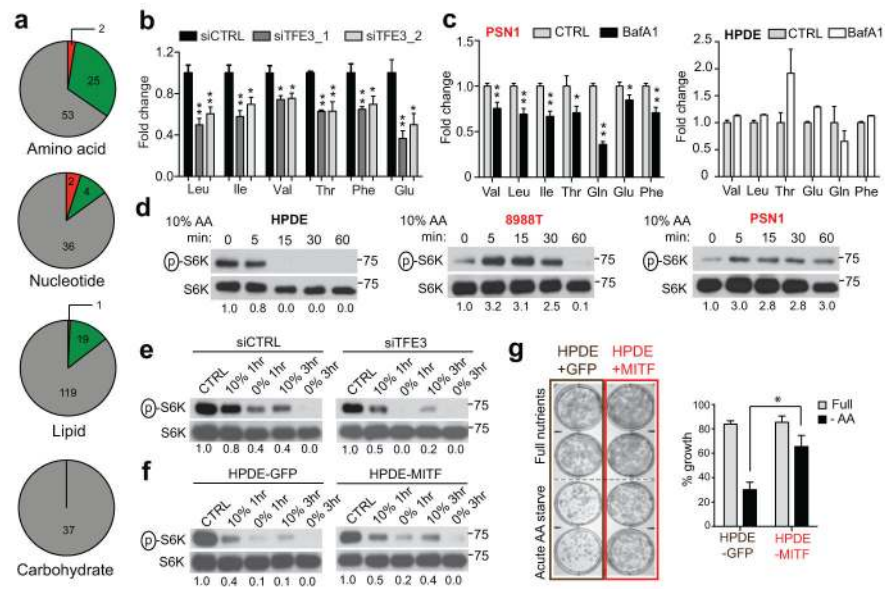 a
2
25
53
Amino acid
2
4
36
Nucleotide
1
19
119
Lipid
37
Carbohydrate
b
siCTRL siTFE3_1 siTFE3_2
Fold change
1.2
1.0
0.8
0.6
0.4
0.2
0
** ** ** ** * * ** ** ** * ** *
Leu Ile Val Thr Phe Glu
c
PSN1 CTRL BafA1
Fold change
1.5
1.0
0.5
0
** ** ** * ** * **
Val Leu Ile Thr Gln Glu Phe
HPDE CTRL BafA1
Fold change
2.5
2.0
1.5
1.0
0.5
0
Val Leu Thr Glu Gln Phe
d
10% AA HPDE
min: 0 5 15 30 60
p-S6K 75
S6K 75
1.0 0.8 0.0 0.0 0.0
10% AA 8988T
min: 0 5 15 30 60
p-S6K 75
S6K 75
1.0 3.2 3.1 2.5 0.1
10% AA PSN1
min: 0 5 15 30 60
p-S6K 75
S6K 75
1.0 3.0 2.8 2.8 3.0
e
siCTRL siTFE3
CTRL 10% 1hr 0% 1hr 10% 3hr 0% 3hr CTRL 10% 1hr 0% 1hr 10% 3hr 0% 3hr
p-S6K 75
S6K 75
1.0 0.8 0.4 0.4 0.0 1.0 0.5 0.0 0.2 0.0
f
HPDE-GFP HPDE-MITF
CTRL 10% 1hr 0% 1hr 10% 3hr 0% 3hr CTRL 10% 1hr 0% 1hr 10% 3hr 0% 3hr
p-S6K 75
S6K 75
1.0 0.4 0.1 0.1 0.0 1.0 0.5 0.2 0.4 0.0
g
HPDE HPDE
+GFP +MITF
Full nutrients
Acute AA starve
Full
- AA
*
% growth
100
80
60
40
20
0
HPDE HPDE
-GFP -MITF